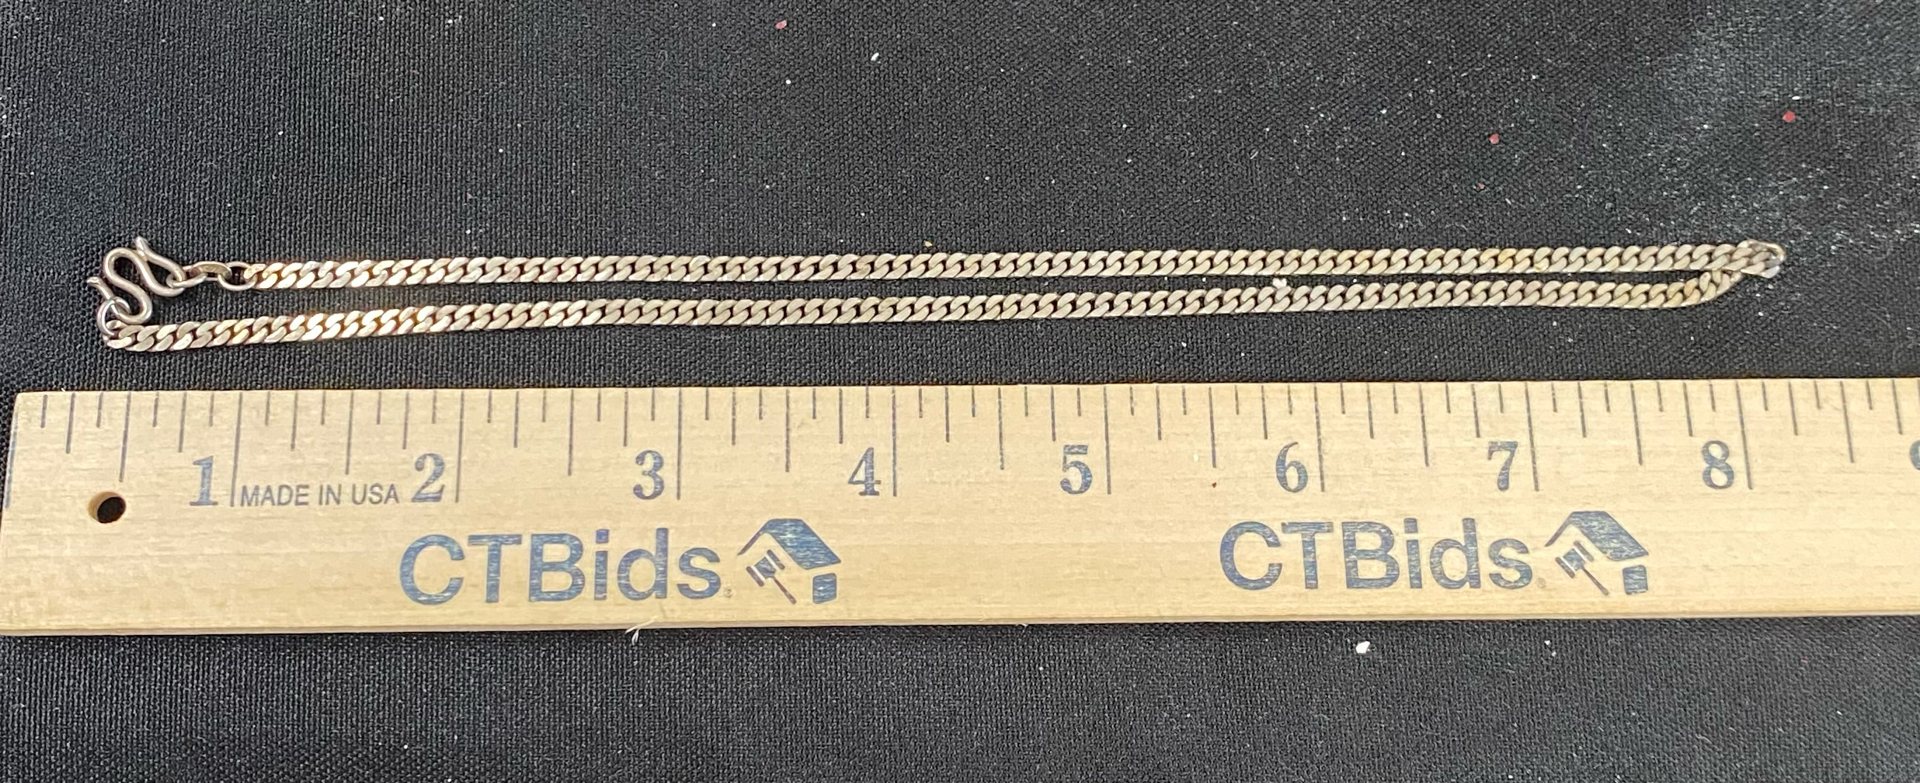 1 MADE IN USA 2 3 4 5 6 7 8
CTBids CTBids